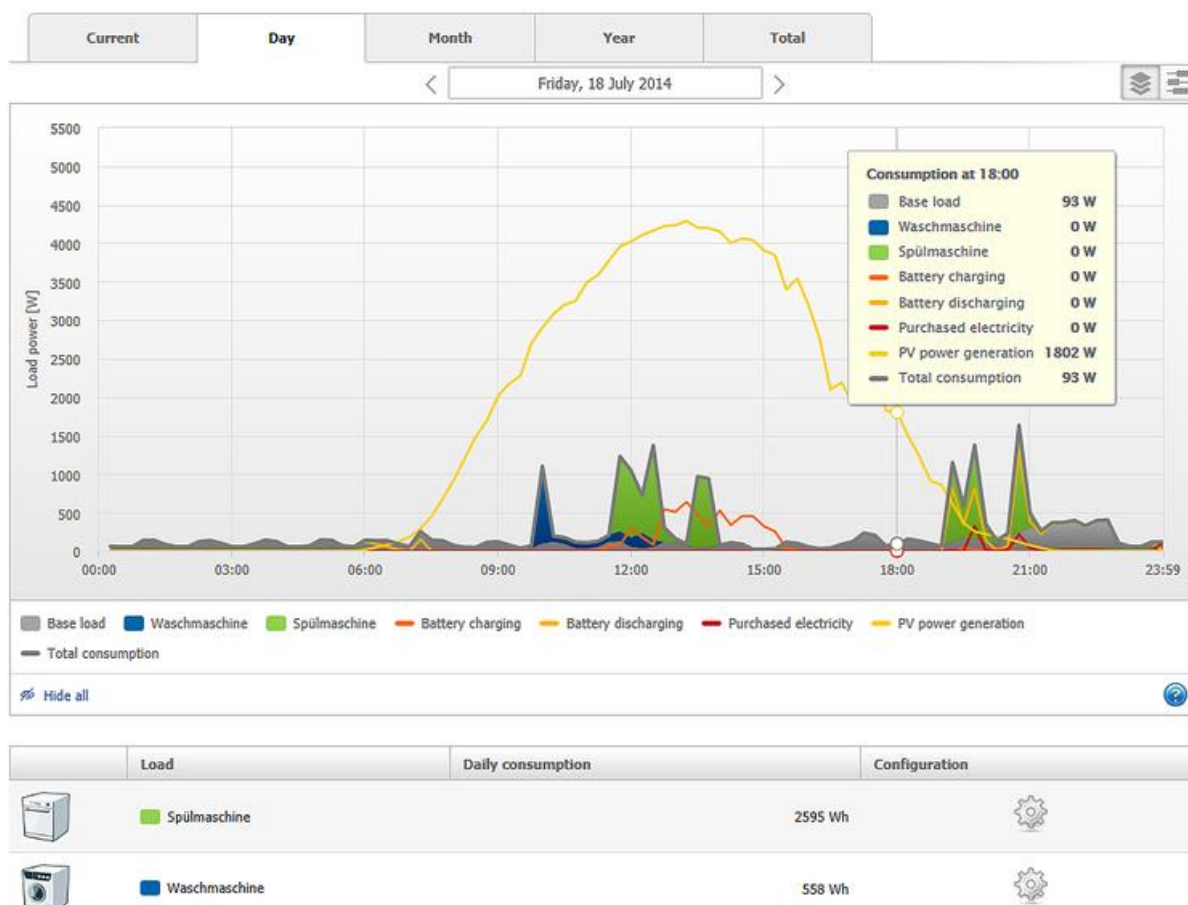 Current Day Month Year Total
Friday, 18 July 2014
Load power [W]
5500
5000
4500
4000
3500
3000
2500
2000
1500
1000
500
0
00:00 03:00 06:00 09:00 12:00 15:00 18:00 21:00 23:59
Consumption at 18:00
Base load 93 W
Waschmaschine 0 W
Spülmaschine 0 W
Battery charging 0 W
Battery discharging 0 W
Purchased electricity 0 W
PV power generation 1802 W
Total consumption 93 W
Base load Waschmaschine Spülmaschine Battery charging Battery discharging Purchased electricity PV power generation
Total consumption
Hide all ?
Load Daily consumption Configuration
Spülmaschine 2595 Wh
Waschmaschine 558 Wh